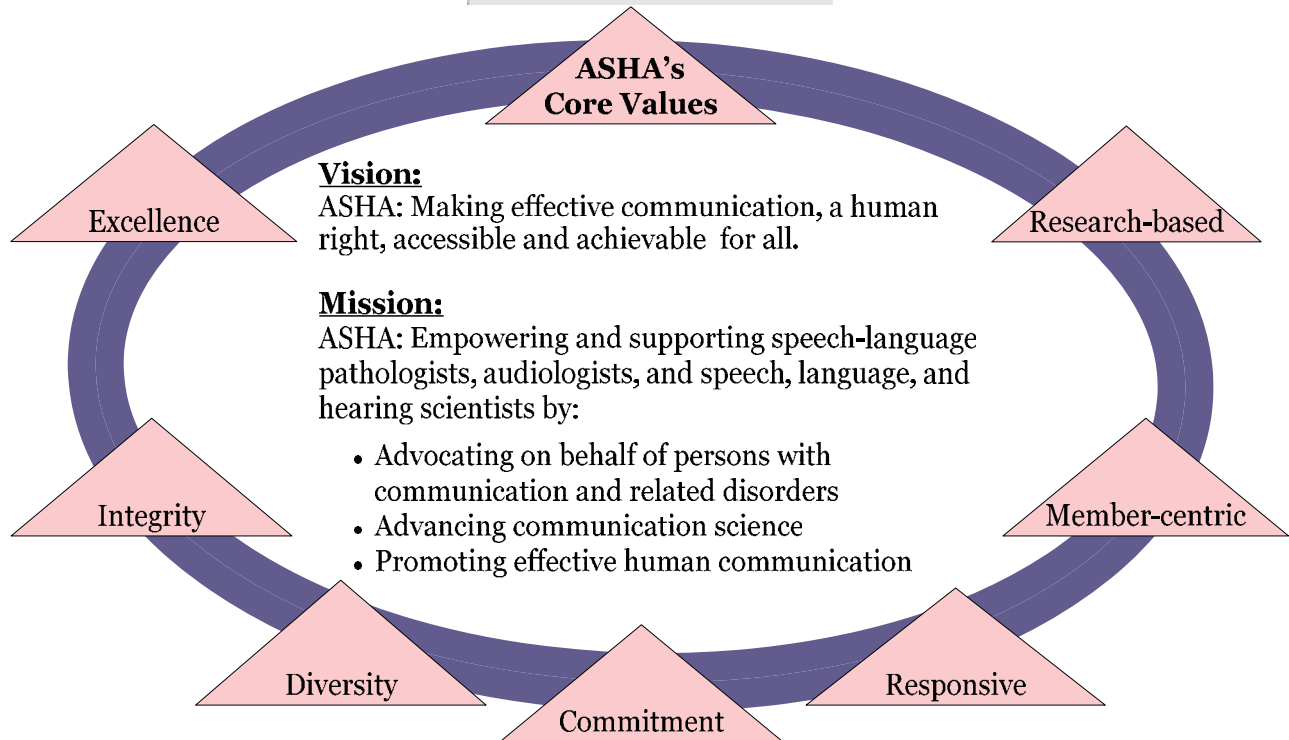 ASHA's
Core Values
Excellence
Research-based
Vision:
ASHA: Making effective communication, a human
right, accessible and achievable for all.
Mission:
ASHA: Empowering and supporting speech-language
pathologists, audiologists, and speech, language, and
hearing scientists by:
• Advocating on behalf of persons with
communication and related disorders
• Advancing communication science
• Promoting effective human communication
Integrity
Member-centric
Diversity
Responsive
Commitment